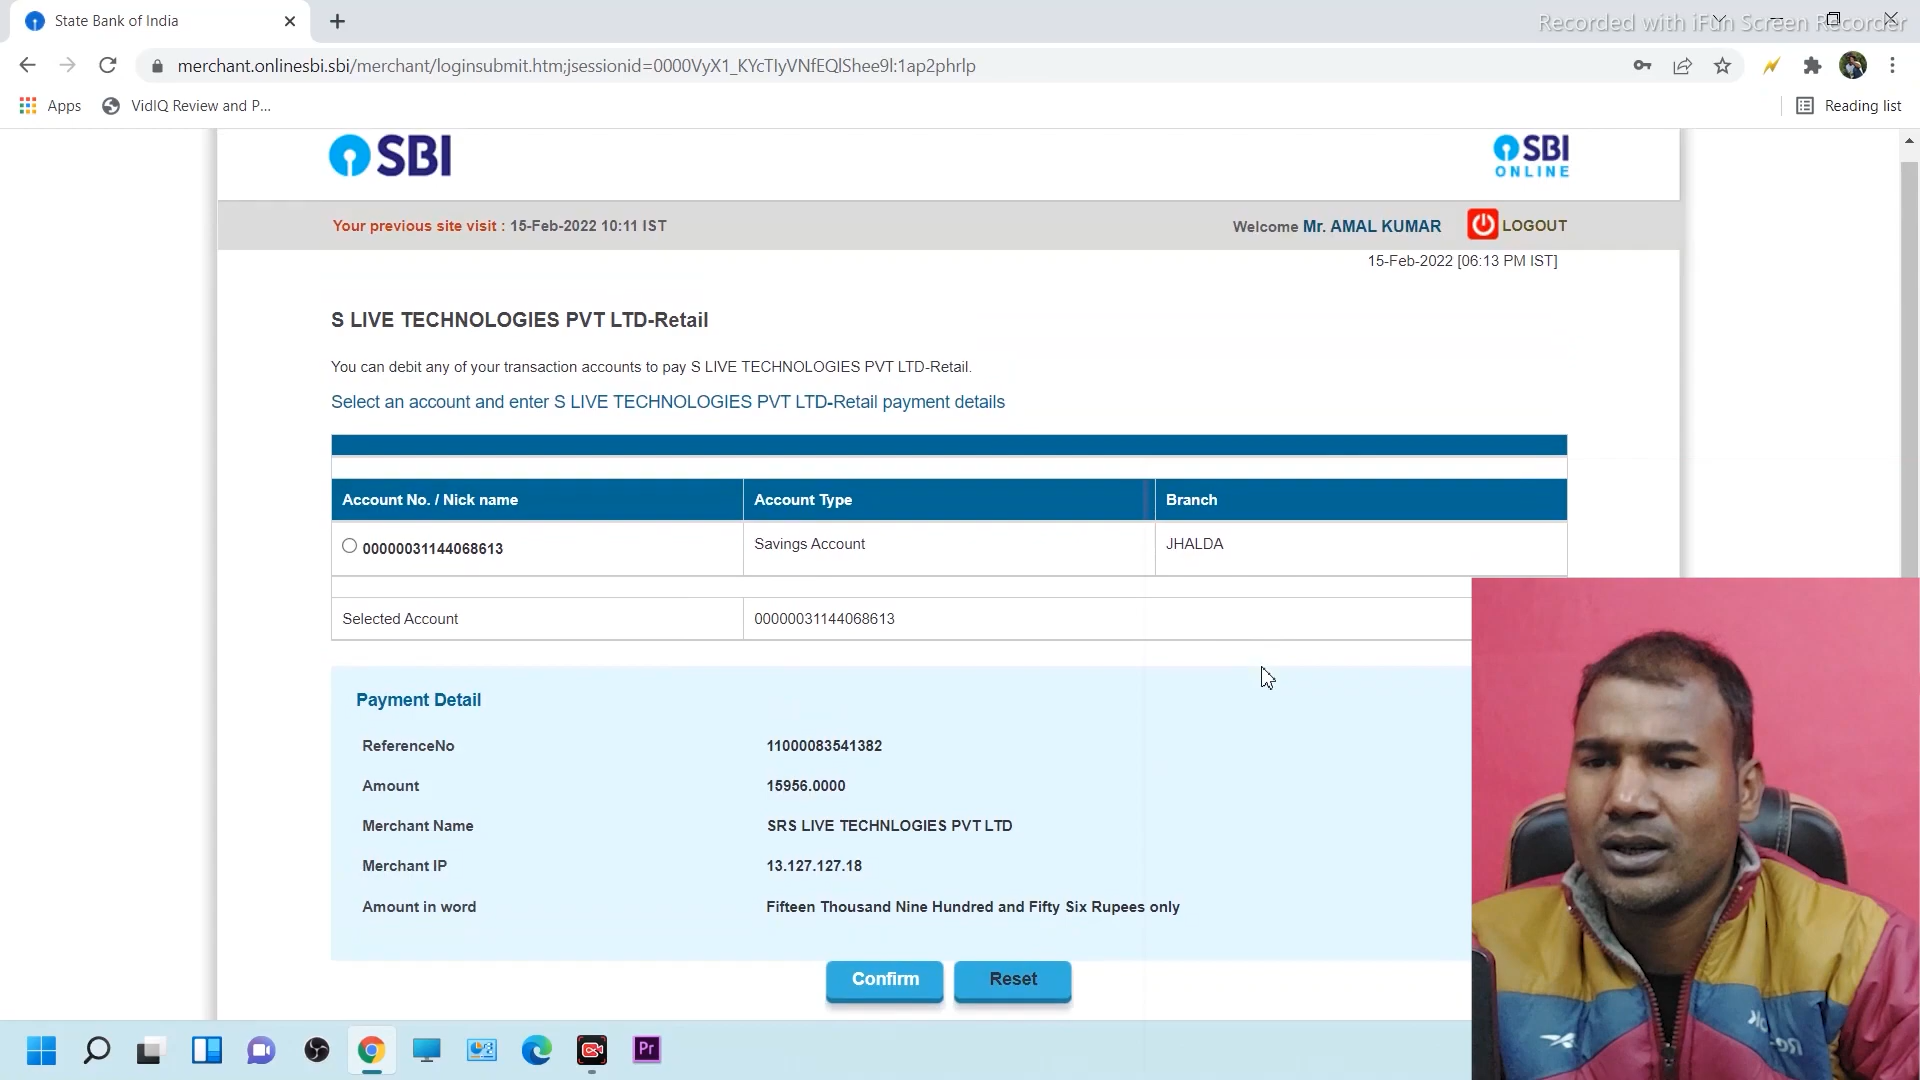 State Bank of India
Recorded with iFun Screen Recorder
merchant.onlinesbi.sbi/merchant/loginsubmit.htm;jsessionid=0000VyX1_KYcTIyVNfEQlShee9l:1ap2phrlp
Apps
VidIQ Review and P...
Reading list
SBI
SBI
ONLINE
Your previous site visit : 15-Feb-2022 10:11 IST
Welcome Mr. AMAL KUMAR
LOGOUT
15-Feb-2022 [06:13 PM IST]
S LIVE TECHNOLOGIES PVT LTD-Retail
You can debit any of your transaction accounts to pay S LIVE TECHNOLOGIES PVT LTD-Retail.
Select an account and enter S LIVE TECHNOLOGIES PVT LTD-Retail payment details
Account No. / Nick name Account Type Branch
00000031144068613 Savings Account JHALDA
Selected Account 00000031144068613
Payment Detail
ReferenceNo 11000083541382
Amount 15956.0000
Merchant Name SRS LIVE TECHNLOGIES PVT LTD
Merchant IP 13.127.127.18
Amount in word Fifteen Thousand Nine Hundred and Fifty Six Rupees only
Confirm Reset
Pr